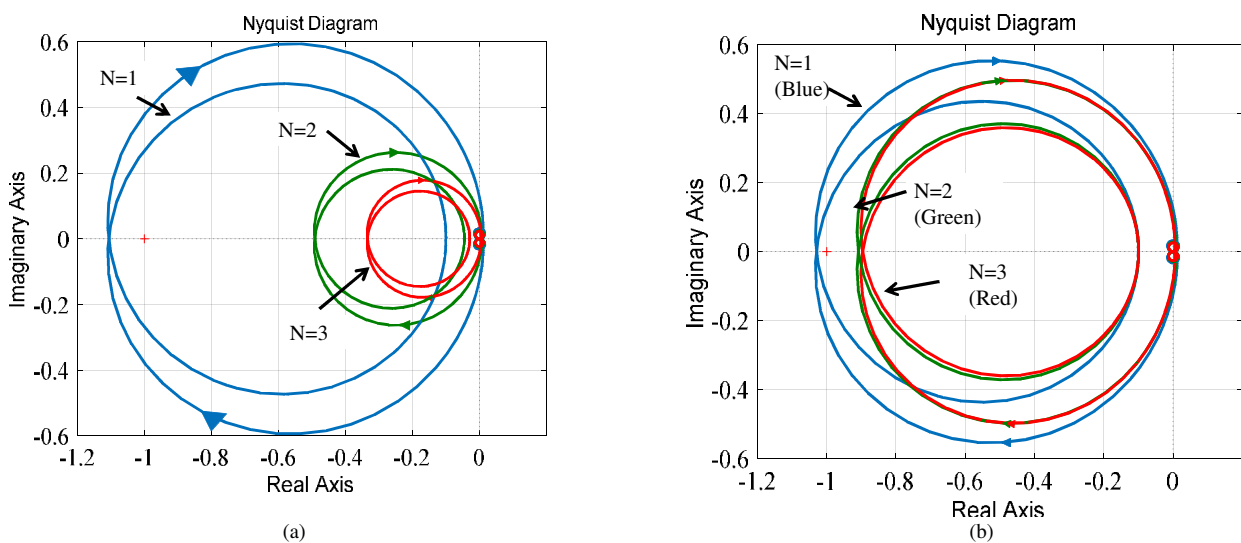 Nyquist Diagram
0.6
0.4
0.2
0
-0.2
-0.4
-0.6
-1.2
-1
-0.8
-0.6
-0.4
-0.2
0
Imaginary Axis
Real Axis
N=1
N=2
N=3
(a)
Nyquist Diagram
0.6
0.4
0.2
0
-0.2
-0.4
-0.6
-1.2
-1
-0.8
-0.6
-0.4
-0.2
0
Imaginary Axis
Real Axis
N=1
(Blue)
N=2
(Green)
N=3
(Red)
(b)